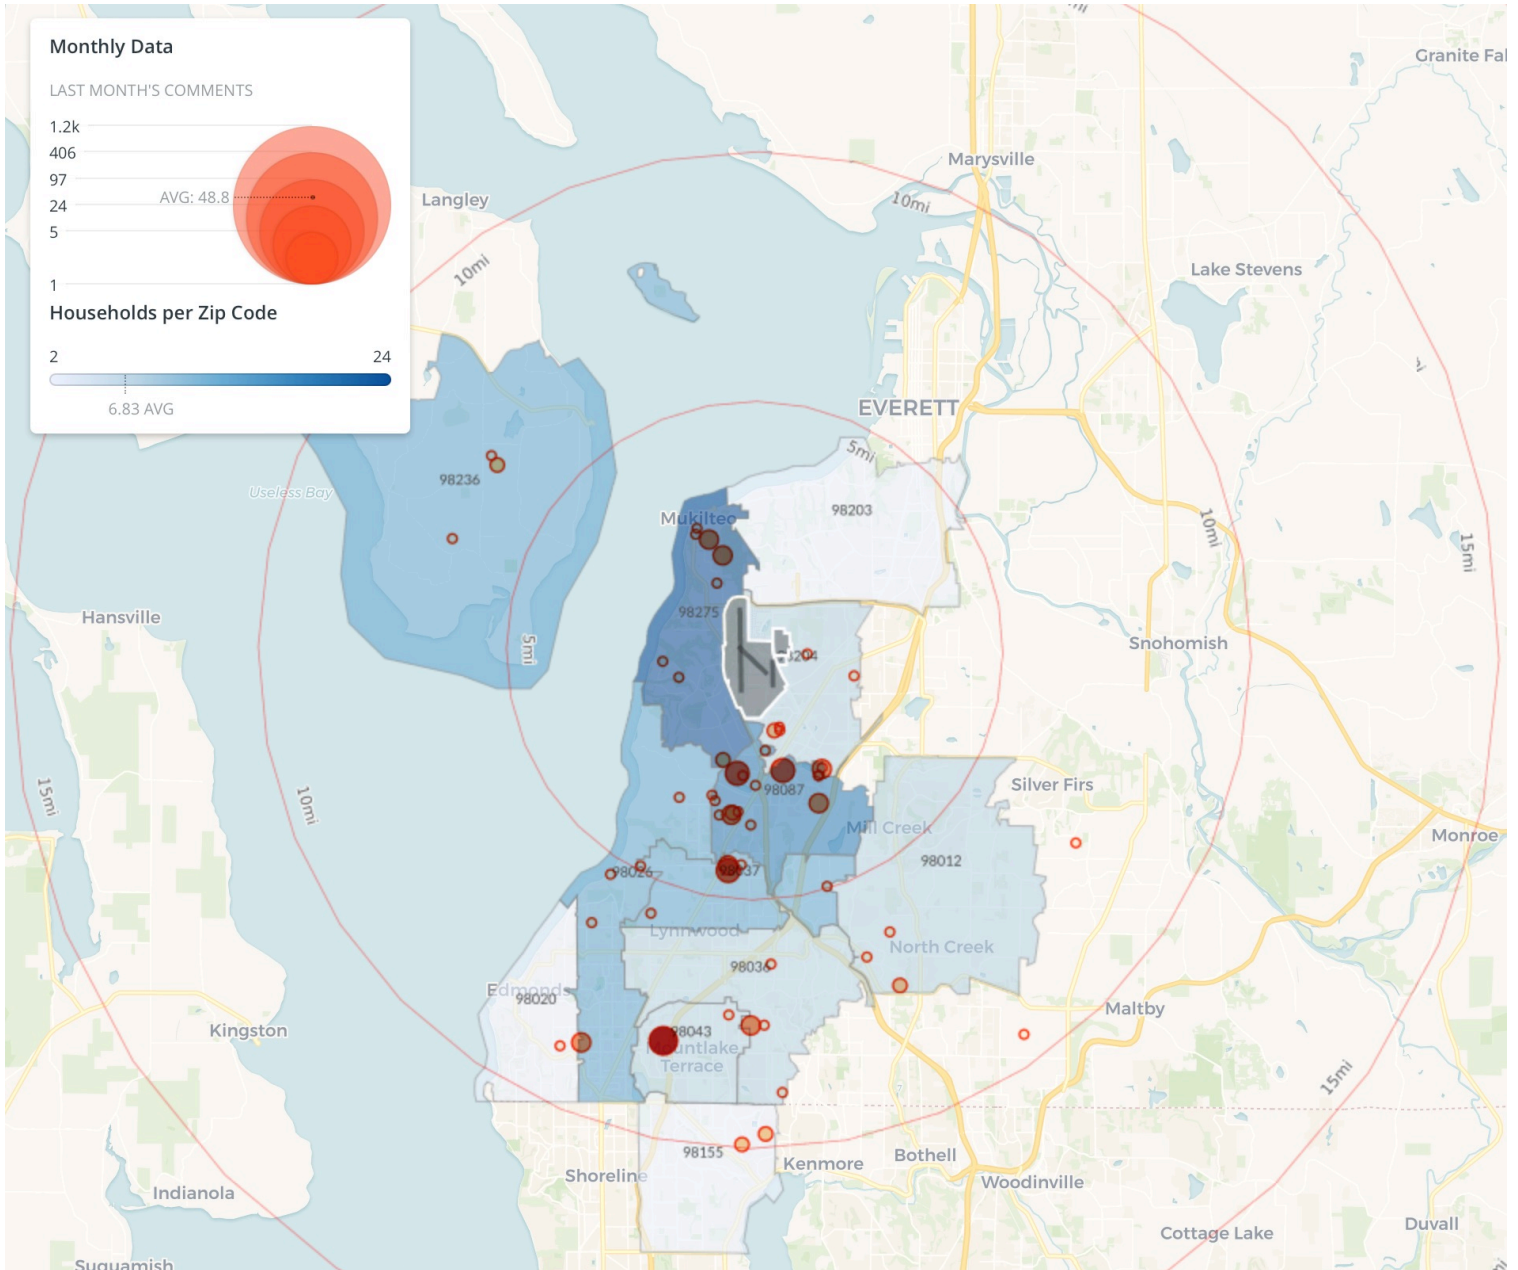 Monthly Data
LAST MONTH'S COMMENTS
1.2k
406
97
AVG: 48.8
24
5
1
Households per Zip Code
2 24
6.83 AVG
Granite Fal
Marysville
Langley
10mi
10mi
Lake Stevens
EVERETT
5mi
98236
Useless Bay
98203
Mukilteo
10mi
15mi
98275
Hansville
5mi
Snohomish
15mi
10mi
98087
Silver Firs
Mill Creek
Monroe
98012
98026
Lynnwood
North Creek
98036
Edmonds
98020
Maltby
Kingston
98043
Mountlake
Terrace
15mi
98155
Bothell
Kenmore
Shoreline
Woodinville
Indianola
Duvall
Cottage Lake
Suquamish